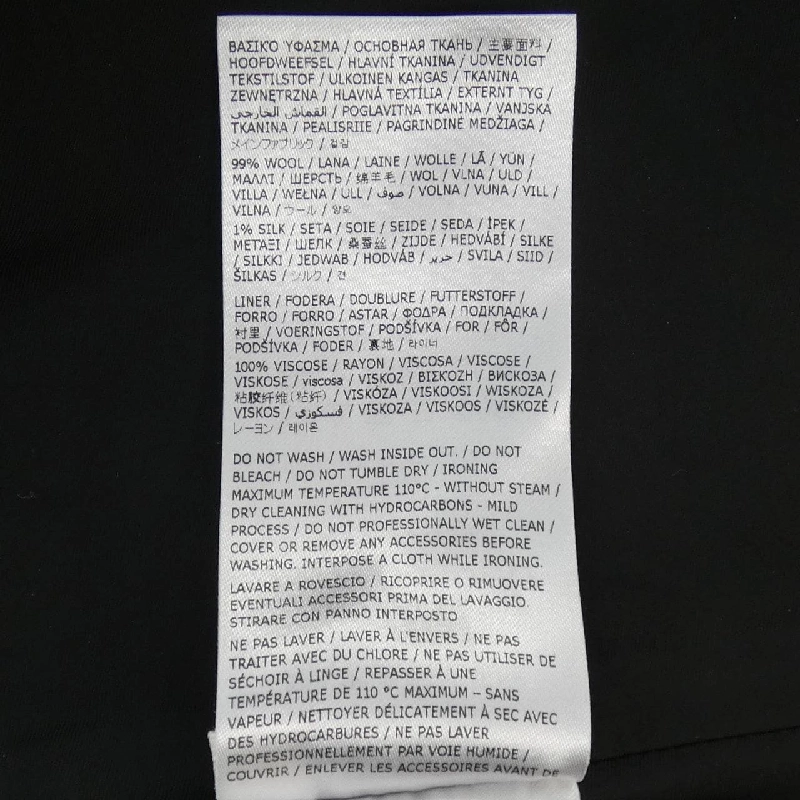 ΒΑΣΙΚΌ ΎΦΑΣΜΑ / ОСНОВНАЯ ТКАНЬ / 主要面料 /
HOOFDWEEFSEL / HLAVNÍ TKANINA / UDVENDIGT
TEKSTILSTOF / ULKOINEN KANGAS / TKANINA
ZEWNĘTRZNA / HLAVNÁ TEXTÍLIA / EXTERNT TYG /
القماش الخارجي / POGLAVITNA TKANINA / VANJSKA
TKANINA / PEALISRIIE / PAGRINDINĖ MEDŽIAGA /
メインファブリック / 겉감
99% WOOL / LANA / LAINE / WOLLE / LÃ / YÜN /
ΜΑΛΛΊ / ШЕРСТЬ / 绵羊毛 / WOL / VLNA / ULD /
VILLA / WEŁNA / ULL / صوف / VOLNA / VUNA / VILL /
VILNA / ウール / 양모
1% SILK / SETA / SOIE / SEIDE / SEDA / İPEK /
ΜΕΤΆΞΙ / ШЕЛК / 桑蚕丝 / ZIJDE / HEDVÁBÍ / SILKE
/ SILKKI / JEDWAB / HODVÁB / حرير / SVILA / SIID /
ŠILKAS / シルク / 견
LINER / FODERA / DOUBLURE / FUTTERSTOFF /
FORRO / FORRO / ASTAR / ΦΌΔΡΑ / ПОДКЛАДКА /
衬里 / VOERINGSTOF / PODŠÍVKA / FOR / FÔR /
PODŠÍVKA / FODER / 裏地 / 라이너
100% VISCOSE / RAYON / VISCOSA / VISCOSE /
VISKOSE / viscosa / VISKOZ / ΒΙΣΚΌΖΗ / ВИСКОЗА /
粘胶纤维(粘纤) / VISKÓZA / VISKOOSI / WISKOZA /
VISKOS / فسكوزي / VISKOZA / VISKOOS / VISKOZĖ /
レーヨン / 레이온
DO NOT WASH / WASH INSIDE OUT. / DO NOT
BLEACH / DO NOT TUMBLE DRY / IRONING
MAXIMUM TEMPERATURE 110°C - WITHOUT STEAM /
DRY CLEANING WITH HYDROCARBONS - MILD
PROCESS / DO NOT PROFESSIONALLY WET CLEAN /
COVER OR REMOVE ANY ACCESSORIES BEFORE
WASHING. INTERPOSE A CLOTH WHILE IRONING.
LAVARE A ROVESCIO / RICOPRIRE O RIMUOVERE
EVENTUALI ACCESSORI PRIMA DEL LAVAGGIO.
STIRARE CON PANNO INTERPOSTO
NE PAS LAVER / LAVER À L'ENVERS / NE PAS
TRAITER AVEC DU CHLORE / NE PAS UTILISER DE
SÉCHOIR À LINGE / REPASSER À UNE
TEMPÉRATURE DE 110 °C MAXIMUM – SANS
VAPEUR / NETTOYER DÉLICATEMENT À SEC AVEC
DES HYDROCARBURES / NE PAS LAVER
PROFESSIONNELLEMENT PAR VOIE HUMIDE /
COUVRIR / ENLEVER LES ACCESSOIRES AVANT DE